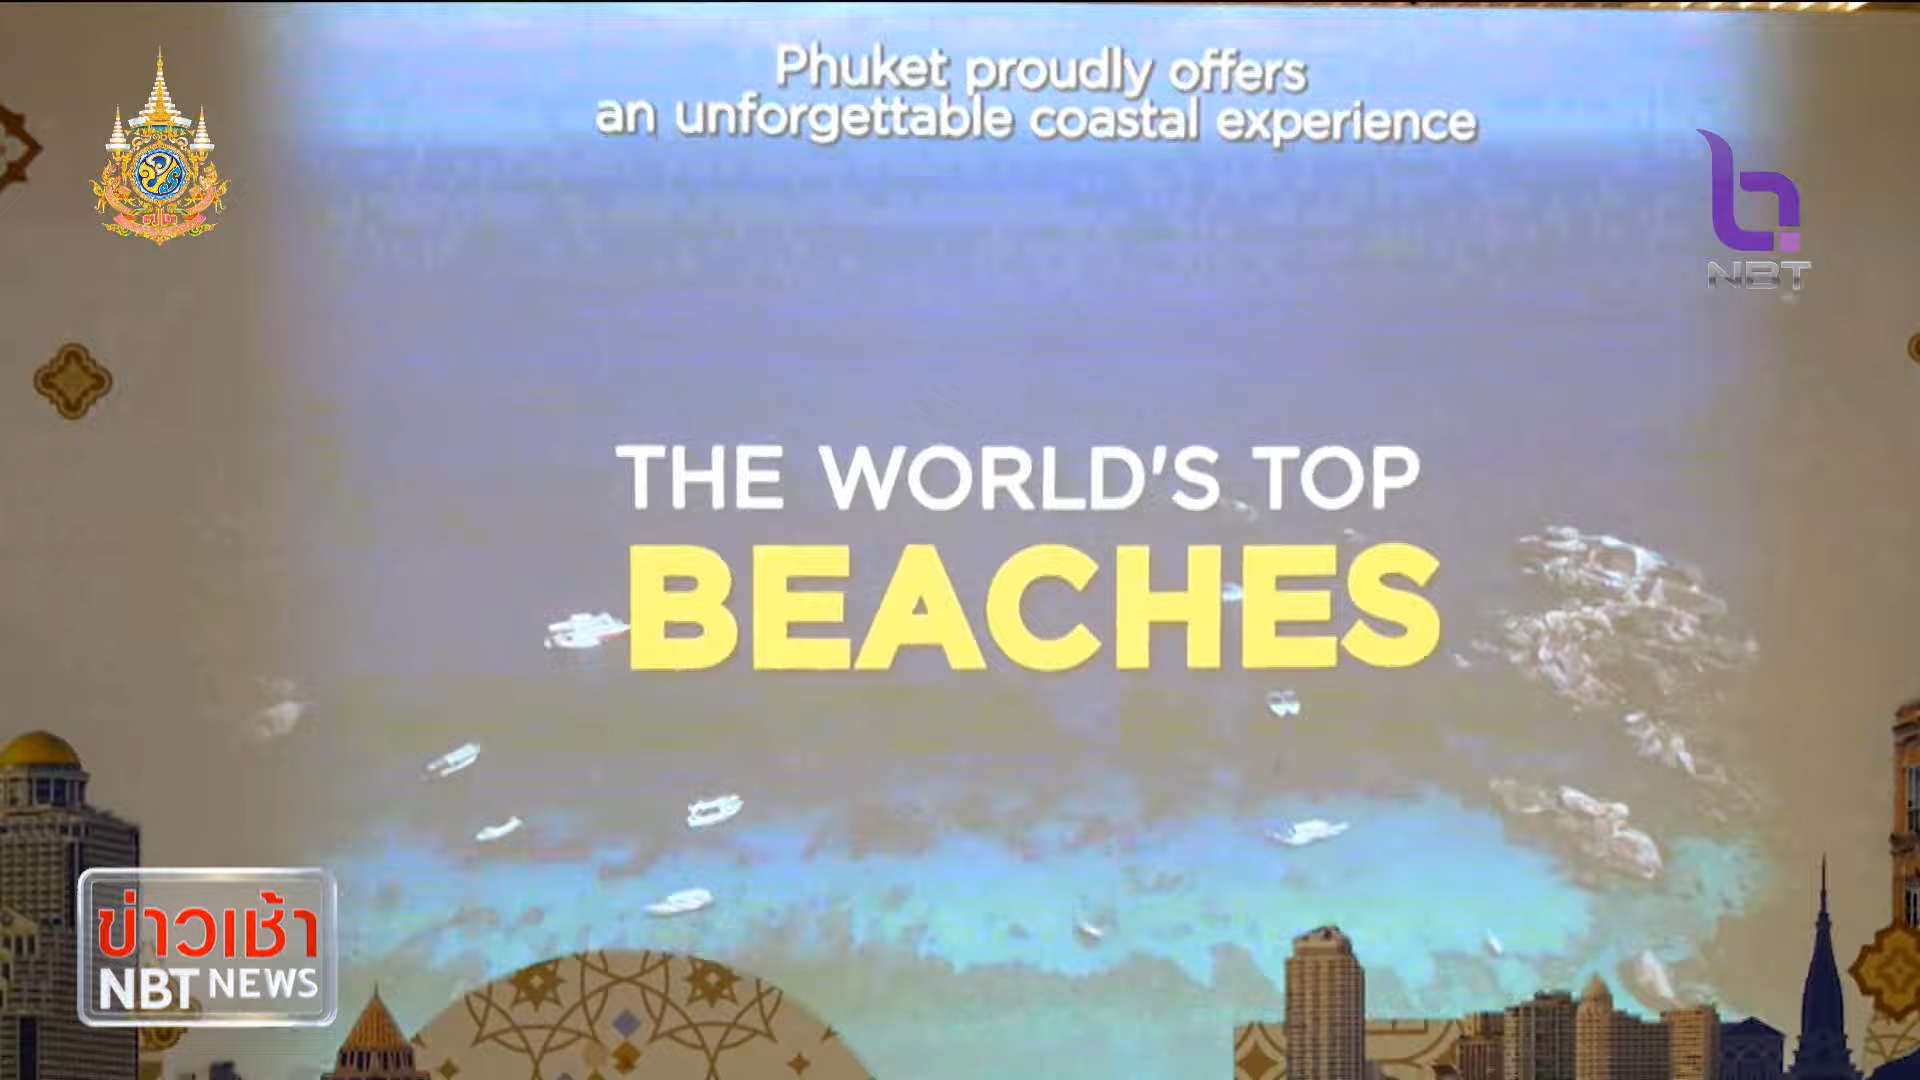 Phuket proudly offers
an unforgettable coastal experience
NBT
THE WORLD'S TOP
BEACHES
ข่าวเช้า
NBT NEWS